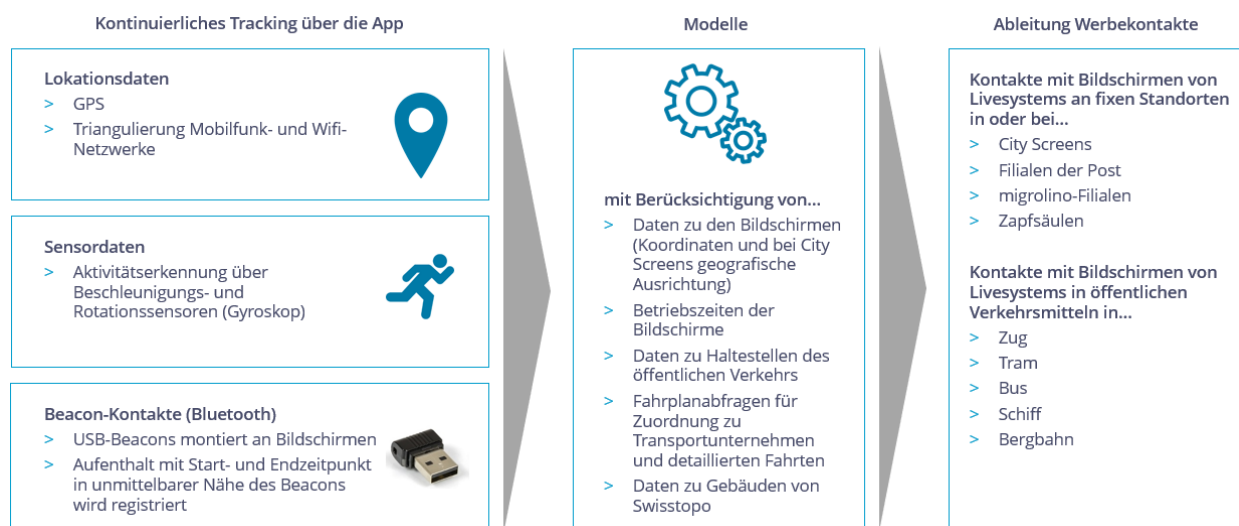 Kontinuierliches Tracking über die App
Lokationsdaten
> GPS
> Triangulierung Mobilfunk- und Wifi-
Netzwerke
Sensordaten
> Aktivitätserkennung über
Beschleunigungs- und
Rotationssensoren (Gyroskop)
Beacon-Kontakte (Bluetooth)
> USB-Beacons montiert an Bildschirmen
> Aufenthalt mit Start- und Endzeitpunkt
in unmittelbarer Nähe des Beacons
wird registriert
Modelle
mit Berücksichtigung von...
> Daten zu den Bildschirmen
(Koordinaten und bei City
Screens geografische
Ausrichtung)
> Betriebszeiten der
Bildschirme
> Daten zu Haltestellen des
öffentlichen Verkehrs
> Fahrplanabfragen für
Zuordnung zu
Transportunternehmen
und detaillierten Fahrten
> Daten zu Gebäuden von
Swisstopo
Ableitung Werbekontakte
Kontakte mit Bildschirmen von
Livesystems an fixen Standorten
in oder bei...
> City Screens
> Filialen der Post
> migrolino-Filialen
> Zapfsäulen
Kontakte mit Bildschirmen von
Livesystems in öffentlichen
Verkehrsmitteln in...
> Zug
> Tram
> Bus
> Schiff
> Bergbahn